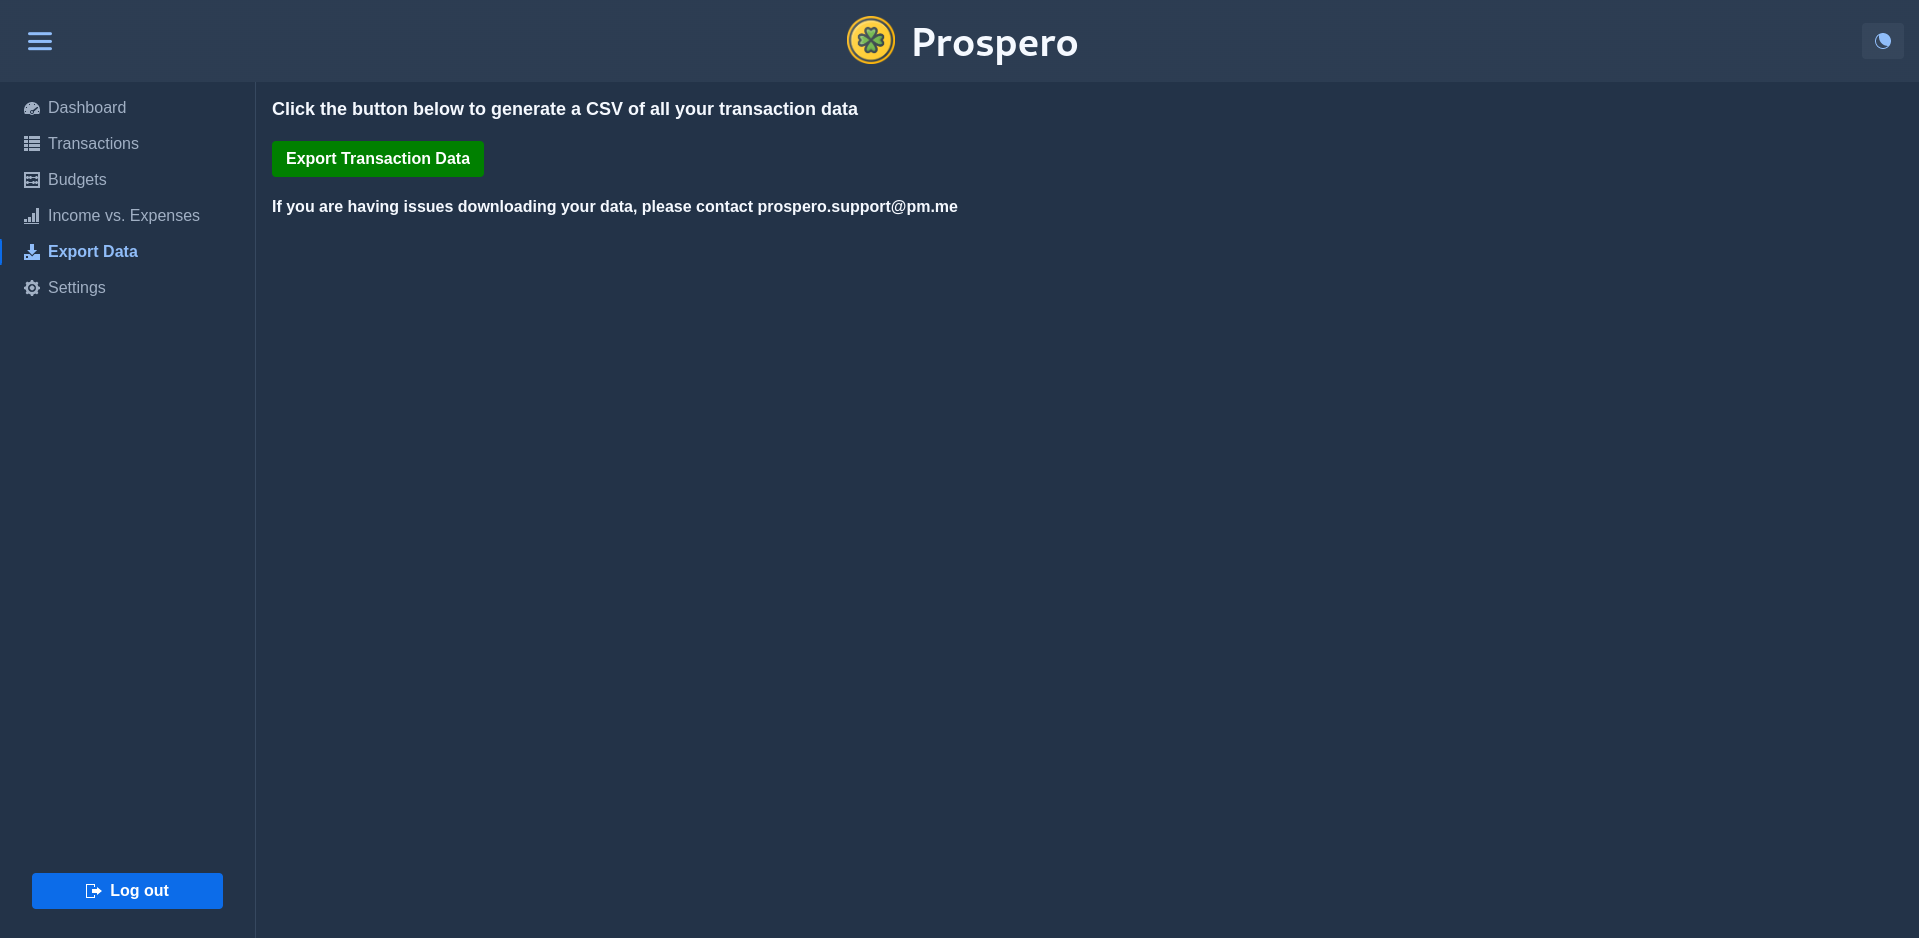 Prospero
Dashboard
Transactions
Budgets
Income vs. Expenses
Export Data
Settings
Log out
Click the button below to generate a CSV of all your transaction data
Export Transaction Data
If you are having issues downloading your data, please contact prospero.support@pm.me